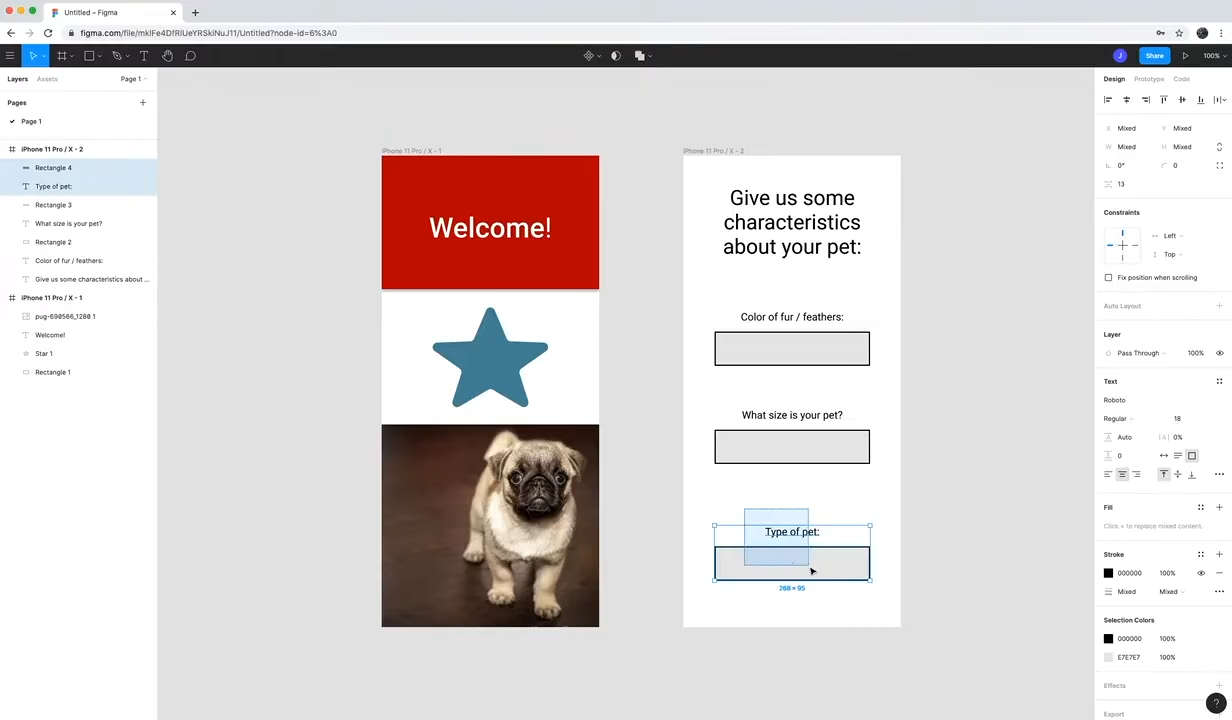 Untitled – Figma
figma.com/file/mklFe4DfRlUeYRSkiNuJ11/Untitled?node-id=6%3A0
J
Share
100%
Layers
Assets
Page 1
Pages
Page 1
iPhone 11 Pro / X - 2
Rectangle 4
Type of pet:
Rectangle 3
What size is your pet?
Rectangle 2
Color of fur / feathers:
Give us some characteristics about ...
iPhone 11 Pro / X - 1
pug-690566_1280 1
Welcome!
Star 1
Rectangle 1
iPhone 11 Pro / X - 1
Welcome!
iPhone 11 Pro / X - 2
Give us some
characteristics
about your pet:
Color of fur / feathers:
What size is your pet?
Type of pet:
268 × 95
Design
Prototype
Code
X Mixed
Y Mixed
W Mixed
H Mixed
0°
0
13
Constraints
Left
Top
Fix position when scrolling
Auto Layout
Layer
Pass Through
100%
Text
Roboto
Regular
18
Auto
0%
0
Fill
Click + to replace mixed content.
Stroke
000000
100%
Mixed
Mixed
Selection Colors
000000
100%
E7E7E7
100%
Effects
Export
?